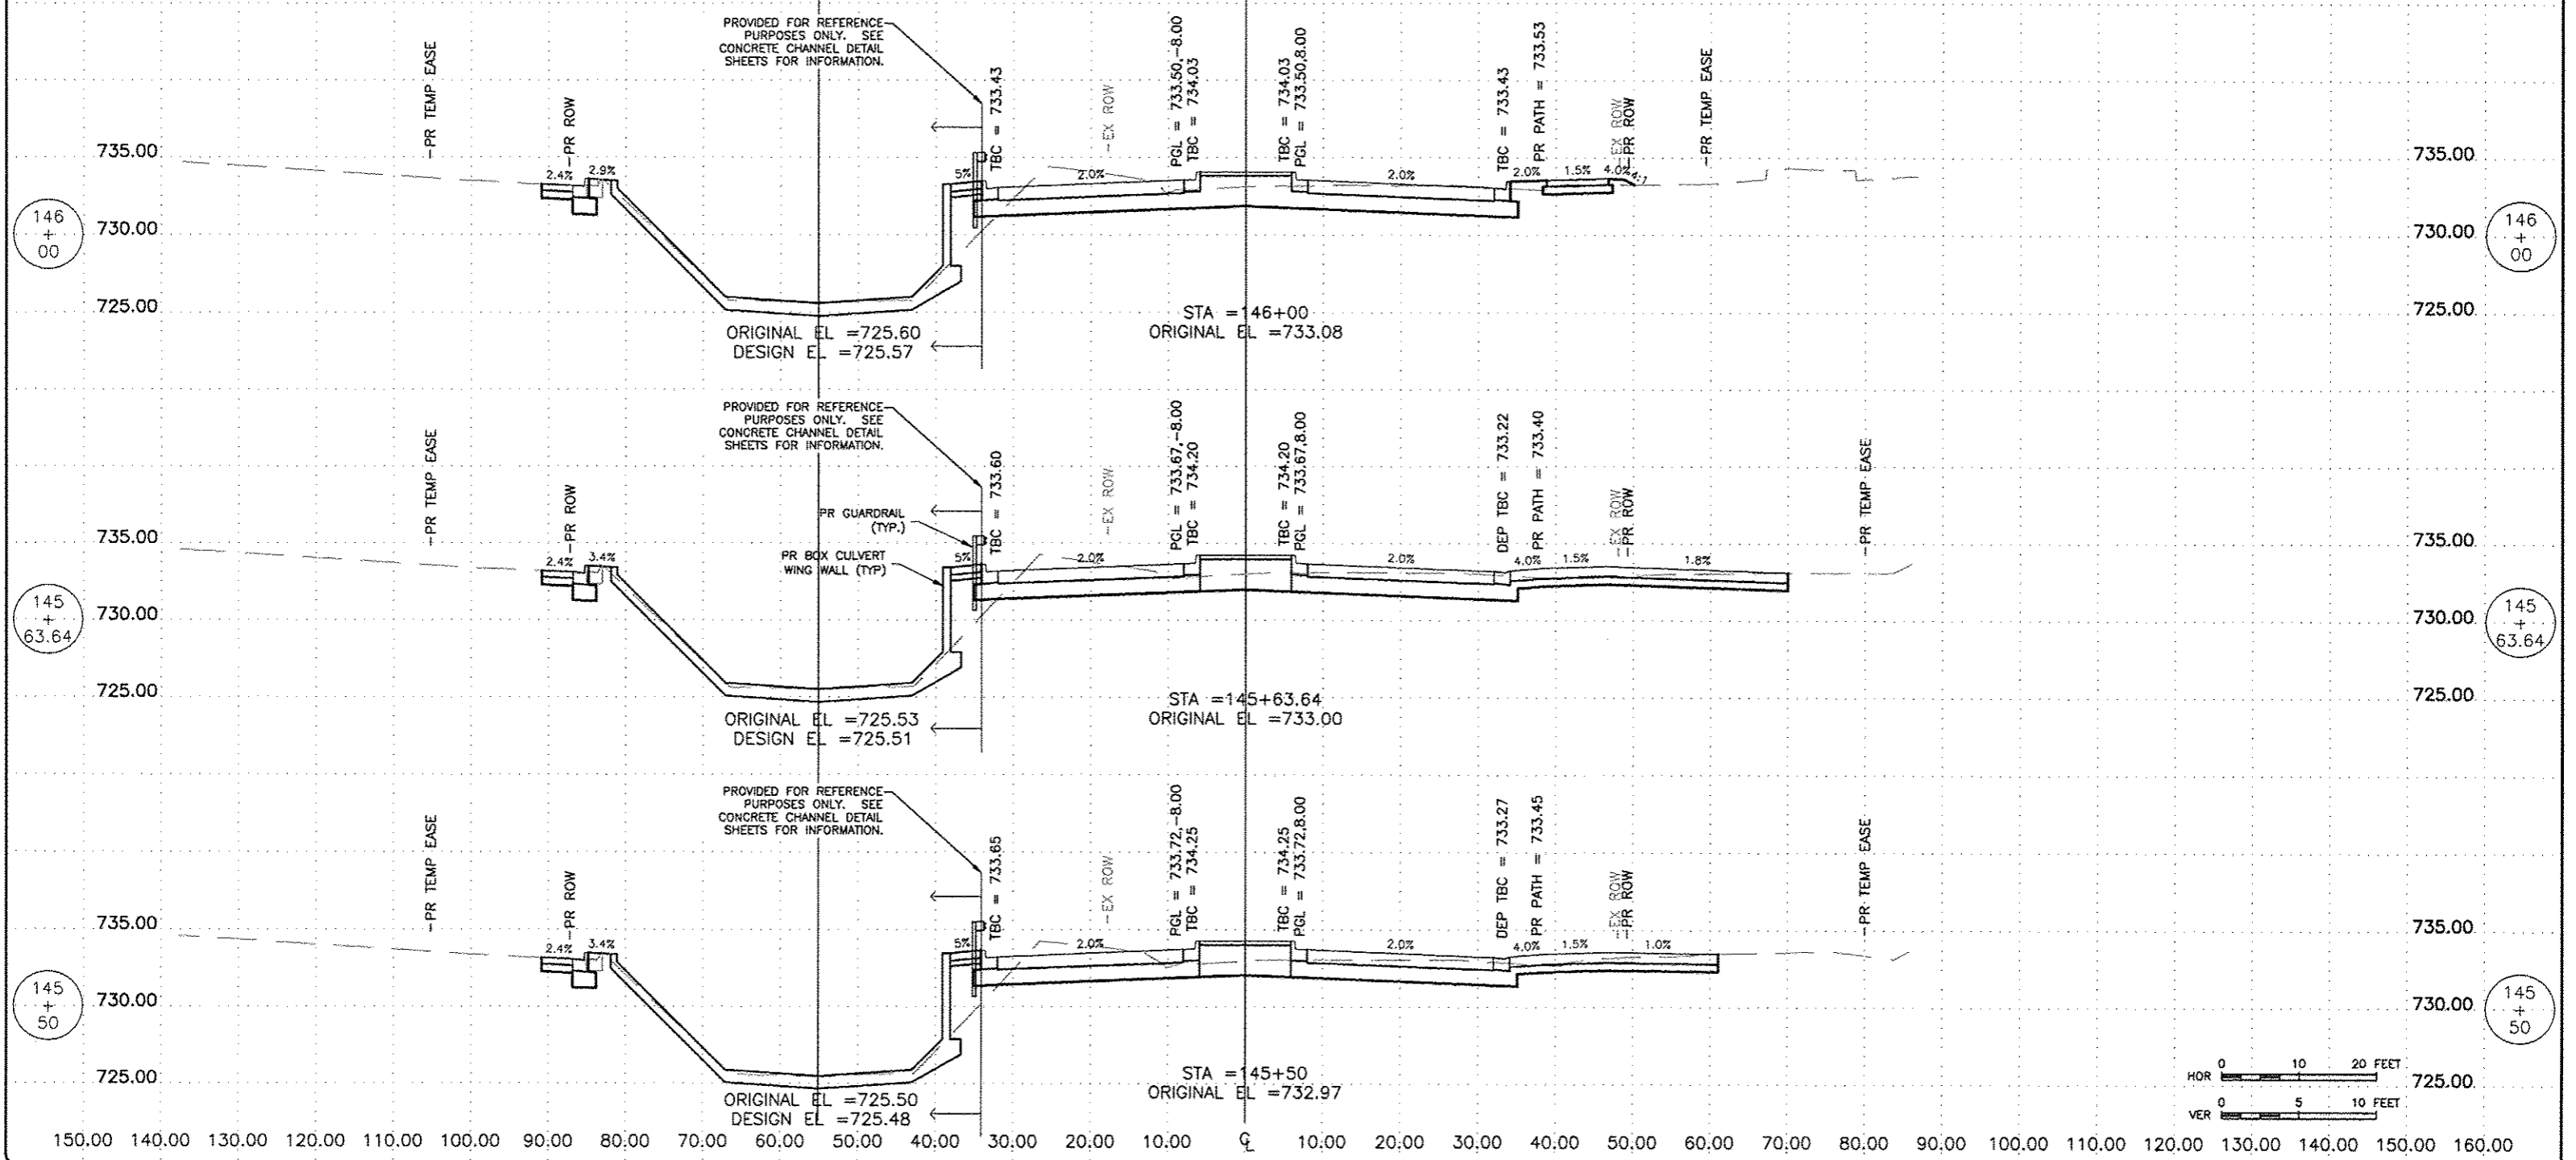 PROVIDED FOR REFERENCE
PURPOSES ONLY. SEE
CONCRETE CHANNEL DETAIL
SHEETS FOR INFORMATION.
-PR TEMP EASE
-PR ROW
TBC = 733.43
-EX ROW
PGL = 733.50,-8.00
TBC = 734.03
TBC = 734.03
PGL = 733.50,8.00
TBC = 733.43
PR PATH = 733.53
-EX ROW
-PR ROW
-PR TEMP EASE
735.00 2.4% 2.9% 5% 2.0% 2.0% 2.0% 1.5% 4.0% 735.00
146
+
00
730.00 730.00
146
+
00
725.00 725.00
ORIGINAL EL =725.60
DESIGN EL =725.57
STA =146+00
ORIGINAL EL =733.08
PROVIDED FOR REFERENCE
PURPOSES ONLY. SEE
CONCRETE CHANNEL DETAIL
SHEETS FOR INFORMATION.
-PR TEMP EASE
-PR ROW
PR GUARDRAIL
(TYP.)
PR BOX CULVERT
WING WALL (TYP)
TBC = 733.60
-EX ROW
PGL = 733.67,-8.00
TBC = 734.20
TBC = 734.20
PGL = 733.67,8.00
DEP TBC = 733.22
PR PATH = 733.40
-EX ROW
-PR ROW
-PR TEMP EASE
735.00 2.4% 3.4% 5% 2.0% 2.0% 4.0% 1.5% 1.8% 735.00
145
+
63.64
730.00 730.00
145
+
63.64
725.00 725.00
ORIGINAL EL =725.53
DESIGN EL =725.51
STA =145+63.64
ORIGINAL EL =733.00
PROVIDED FOR REFERENCE
PURPOSES ONLY. SEE
CONCRETE CHANNEL DETAIL
SHEETS FOR INFORMATION.
-PR TEMP EASE
-PR ROW
TBC = 733.65
-EX ROW
PGL = 733.72,-8.00
TBC = 734.25
TBC = 734.25
PGL = 733.72,8.00
DEP TBC = 733.27
PR PATH = 733.45
-EX ROW
-PR ROW
-PR TEMP EASE
735.00 2.4% 3.4% 5% 2.0% 2.0% 4.0% 1.5% 1.0% 735.00
145
+
50
730.00 730.00
145
+
50
725.00 725.00
ORIGINAL EL =725.50
DESIGN EL =725.48
STA =145+50
ORIGINAL EL =732.97
HOR 0 10 20 FEET
VER 0 5 10 FEET
150.00 140.00 130.00 120.00 110.00 100.00 90.00 80.00 70.00 60.00 50.00 40.00 30.00 20.00 10.00 CL 10.00 20.00 30.00 40.00 50.00 60.00 70.00 80.00 90.00 100.00 110.00 120.00 130.00 140.00 150.00 160.00